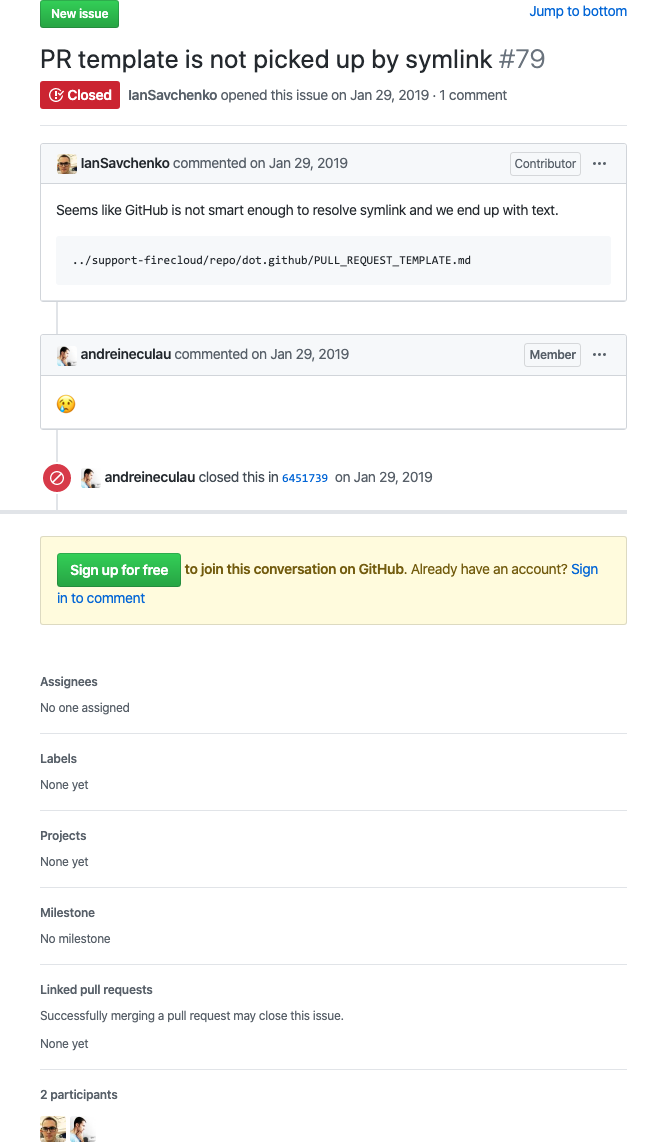 New issue
Jump to bottom
PR template is not picked up by symlink #79
Closed
IanSavchenko opened this issue on Jan 29, 2019 · 1 comment
IanSavchenko commented on Jan 29, 2019
Contributor
Seems like GitHub is not smart enough to resolve symlink and we end up with text.
../support-firecloud/repo/dot.github/PULL_REQUEST_TEMPLATE.md
andreineculau commented on Jan 29, 2019
Member
andreineculau closed this in 6451739 on Jan 29, 2019
Sign up for free to join this conversation on GitHub. Already have an account? Sign
in to comment
Assignees
No one assigned
Labels
None yet
Projects
None yet
Milestone
No milestone
Linked pull requests
Successfully merging a pull request may close this issue.
None yet
2 participants